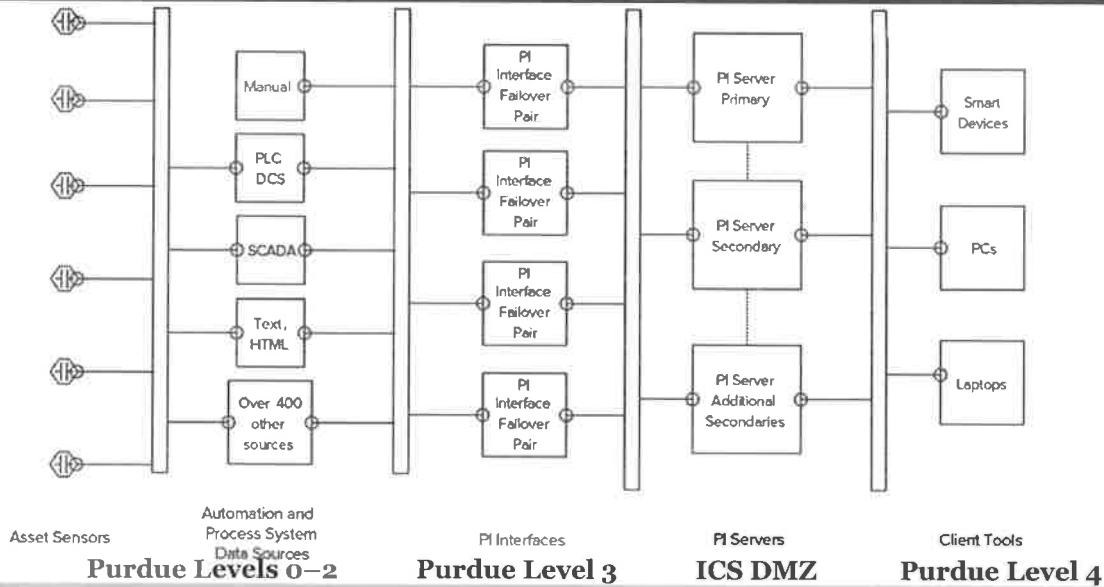 Manual
PLC
DCS
SCADA
Text,
HTML
Over 400
other
sources
PI
Interface
Failover
Pair
PI
Interface
Failover
Pair
PI
Interface
Failover
Pair
PI
Interface
Failover
Pair
PI Server
Primary
PI Server
Secondary
PI Server
Additional
Secondaries
Smart
Devices
PCs
Laptops
Asset Sensors
Automation and
Process System
Data Sources
PI Interfaces
PI Servers
Client Tools
Purdue Levels 0–2
Purdue Level 3
ICS DMZ
Purdue Level 4